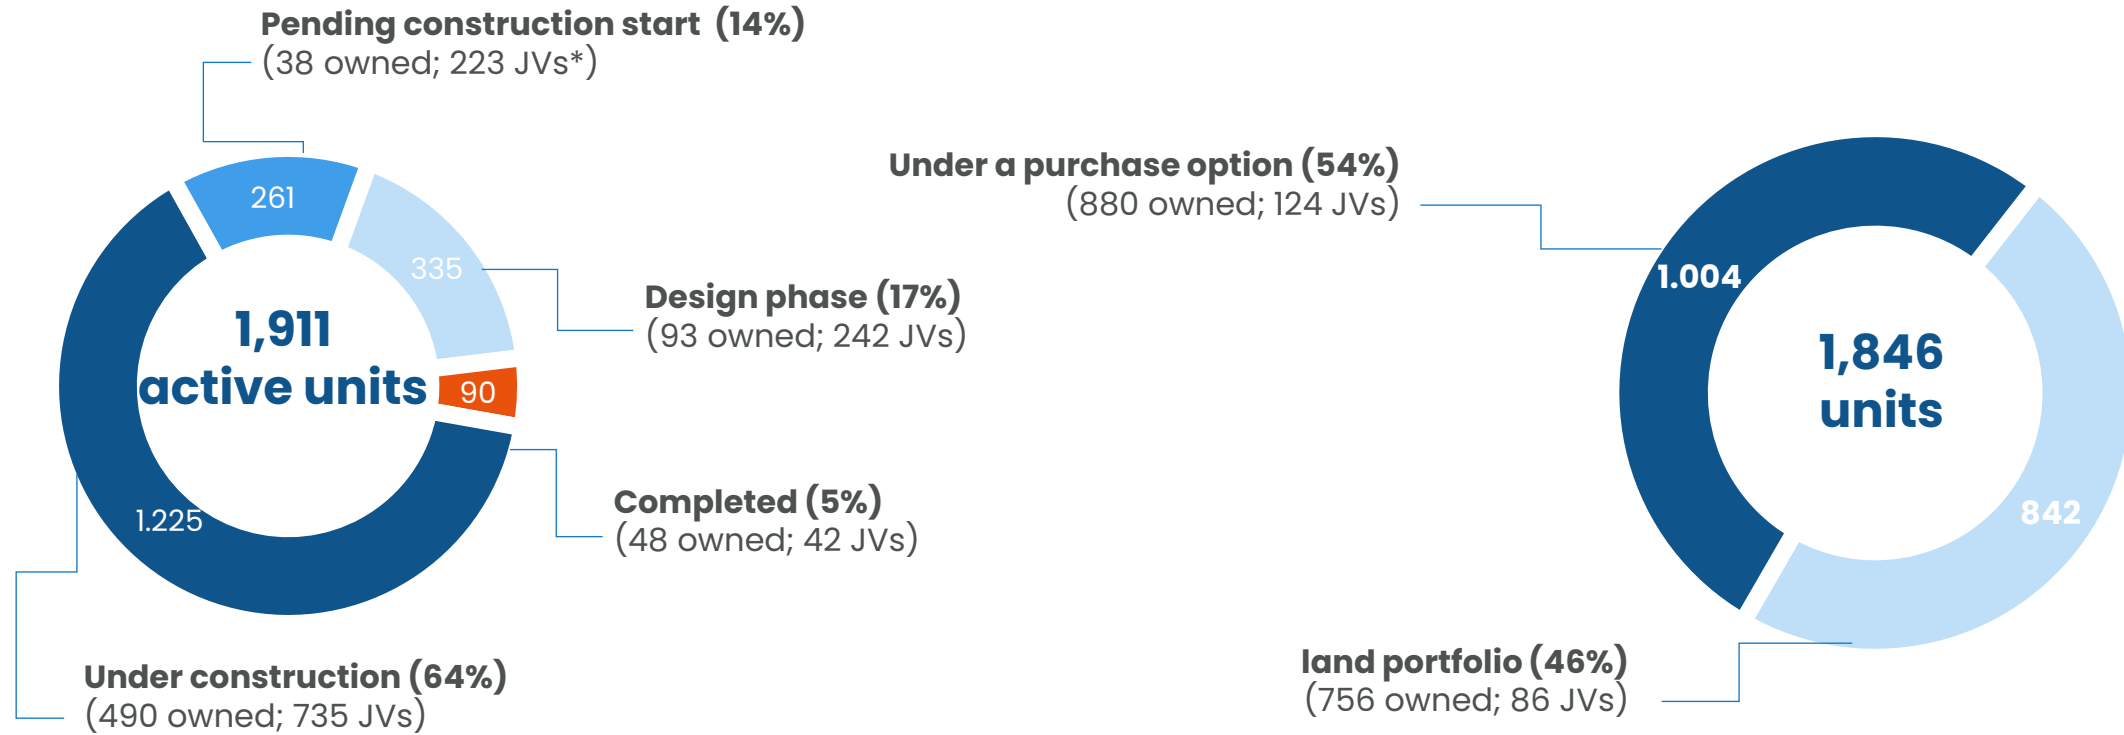 Pending construction start (14%)
(38 owned; 223 JVs*)
261
335
1,911
active units
Design phase (17%)
(93 owned; 242 JVs)
90
Completed (5%)
(48 owned; 42 JVs)
1.225
Under construction (64%)
(490 owned; 735 JVs)
Under a purchase option (54%)
(880 owned; 124 JVs)
1.004
1,846
units
842
land portfolio (46%)
(756 owned; 86 JVs)